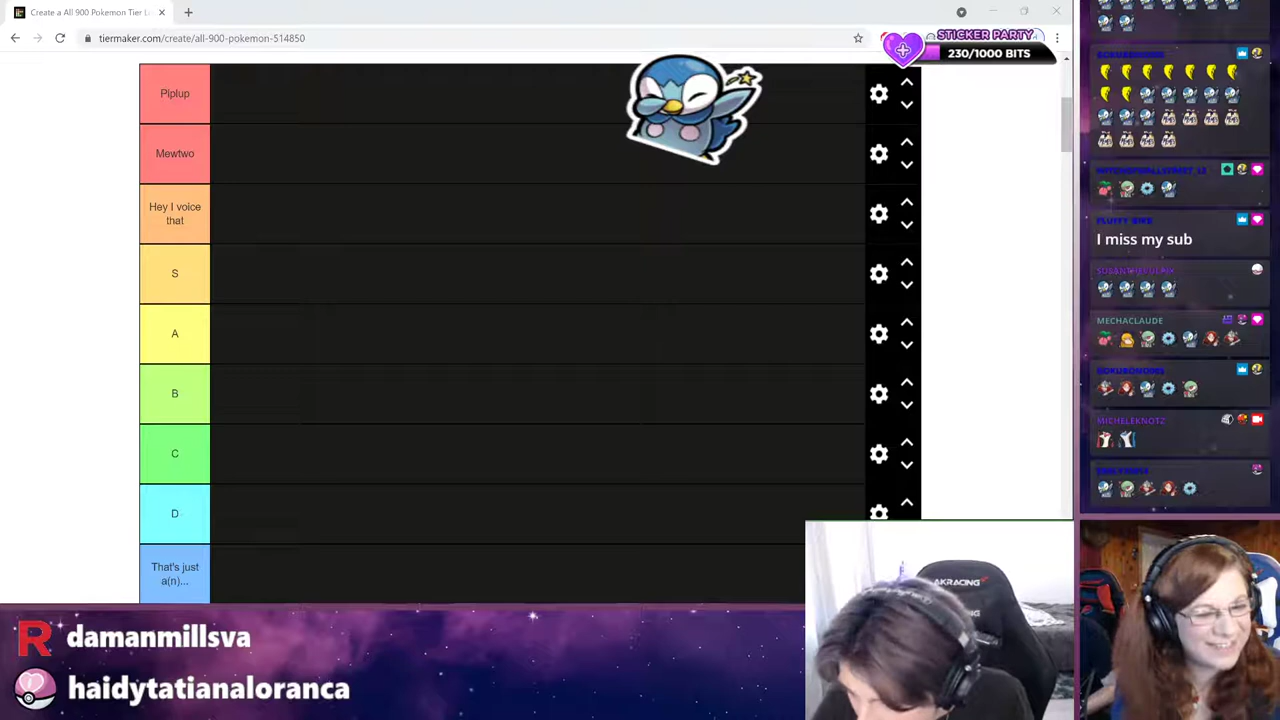 Create a All 900 Pokemon Tier L
tiermaker.com/create/all-900-pokemon-514850
STICKER PARTY
230/1000 BITS
Piplup
Mewtwo
Hey I voice
that
S
A
B
C
D
That's just
a(n)...
I miss my sub
MECHACLAUDE
MICHELEKNOTZ
AKRACING
R damanmillsva
haidytatianaloranca